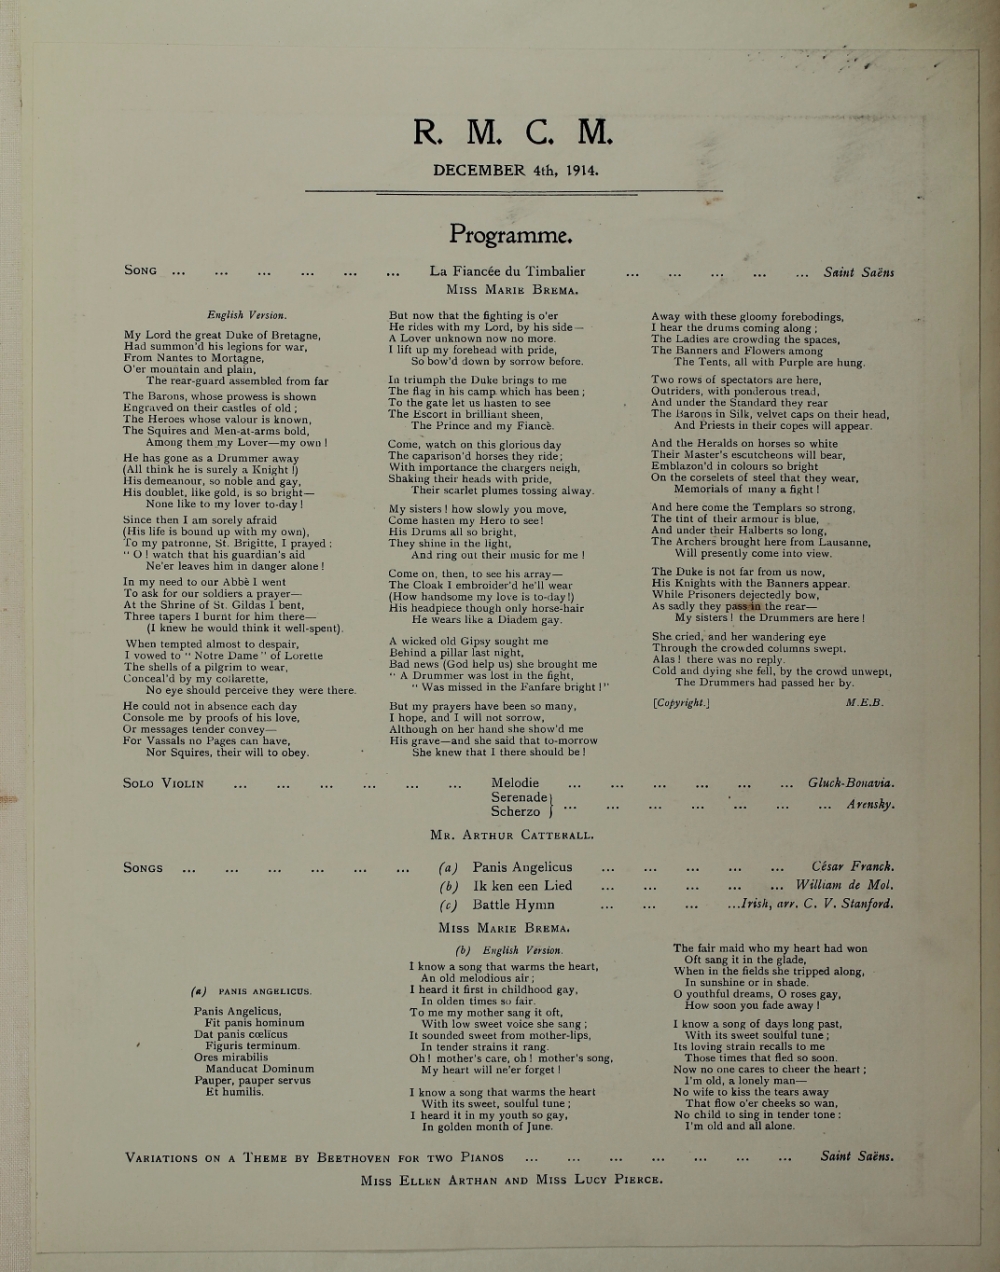 R. M. C. M.
DECEMBER 4th, 1914.
Programme.
SONG ... ... ... ... ... ... La Fiancée du Timbalier ... ... ... ... ... Saint Saëns
MISS MARIE BREMA.
English Version.
My Lord the great Duke of Bretagne,
Had summon'd his legions for war,
From Nantes to Mortagne,
O'er mountain and plain,
The rear-guard assembled from far
The Barons, whose prowess is shown
Engraved on their castles of old ;
The Heroes whose valour is known,
The Squires and Men-at-arms bold,
Among them my Lover—my own !
He has gone as a Drummer away
(All think he is surely a Knight !)
His demeanour, so noble and gay,
His doublet, like gold, is so bright—
None like to my lover to-day !
Since then I am sorely afraid
(His life is bound up with my own),
To my patronne, St. Brigitte, I prayed ;
" O ! watch that his guardian's aid
Ne'er leaves him in danger alone !
In my need to our Abbè I went
To ask for our soldiers a prayer—
At the Shrine of St. Gildas I bent,
Three tapers I burnt for him there—
(I knew he would think it well-spent).
When tempted almost to despair,
I vowed to " Notre Dame " of Lorette
The shells of a pilgrim to wear,
Conceal'd by my collarette,
No eye should perceive they were there.
He could not in absence each day
Console me by proofs of his love,
Or messages tender convey—
For Vassals no Pages can have,
Nor Squires, their will to obey.
But now that the fighting is o'er
He rides with my Lord, by his side—
A Lover unknown now no more.
I lift up my forehead with pride,
So bow'd down by sorrow before.
In triumph the Duke brings to me
The flag in his camp which has been ;
To the gate let us hasten to see
The Escort in brilliant sheen,
The Prince and my Fiancè.
Come, watch on this glorious day
The caparison'd horses they ride ;
With importance the chargers neigh,
Shaking their heads with pride,
Their scarlet plumes tossing alway.
My sisters ! how slowly you move,
Come hasten my Hero to see !
His Drums all so bright,
They shine in the light,
And ring out their music for me !
Come on, then, to see his array—
The Cloak I embroider'd he'll wear
(How handsome my love is to-day !)
His headpiece though only horse-hair
He wears like a Diadem gay.
A wicked old Gipsy sought me
Behind a pillar last night,
Bad news (God help us) she brought me
" A Drummer was lost in the fight,
" Was missed in the Fanfare bright ! "
But my prayers have been so many,
I hope, and I will not sorrow,
Although on her hand she show'd me
His grave—and she said that to-morrow
She knew that I there should be !
Away with these gloomy forebodings,
I hear the drums coming along ;
The Ladies are crowding the spaces,
The Banners and Flowers among
The Tents, all with Purple are hung.
Two rows of spectators are here,
Outriders, with ponderous tread,
And under the Standard they rear
The Barons in Silk, velvet caps on their head,
And Priests in their copes will appear.
And the Heralds on horses so white
Their Master's escutcheons will bear,
Emblazon'd in colours so bright
On the corselets of steel that they wear,
Memorials of many a fight !
And here come the Templars so strong,
The tint of their armour is blue,
And under their Halberts so long,
The Archers brought here from Lausanne,
Will presently come into view.
The Duke is not far from us now,
His Knights with the Banners appear.
While Prisoners dejectedly bow,
As sadly they pass in the rear—
My sisters ! the Drummers are here !
She cried, and her wandering eye
Through the crowded columns swept,
Alas ! there was no reply.
Cold and dying she fell, by the crowd unwept,
The Drummers had passed her by.
[Copyright.] M.E.B.
SOLO VIOLIN ... ... ... ... ... ... Melodie ... ... ... ... ... ... Gluck-Bonavia.
Serenade }
Scherzo } ... ... ... ... ... ... ... Arensky.
MR. ARTHUR CATTERALL.
SONGS ... ... ... ... ... ... (a) Panis Angelicus ... ... ... ... ... César Franck.
(b) Ik ken een Lied ... ... ... ... ... William de Mol.
(c) Battle Hymn ... ... ... ...Irish, arr. C. V. Stanford.
MISS MARIE BREMA.
(a) PANIS ANGELICUS.
Panis Angelicus,
Fit panis hominum
Dat panis cœlicus
Figuris terminum.
Ores mirabilis
Manducat Dominum
Pauper, pauper servus
Et humilis.
(b) English Version.
I know a song that warms the heart,
An old melodious air ;
I heard it first in childhood gay,
In olden times so fair.
To me my mother sang it oft,
With low sweet voice she sang ;
It sounded sweet from mother-lips,
In tender strains it rang.
Oh ! mother's care, oh ! mother's song,
My heart will ne'er forget !
I know a song that warms the heart
With its sweet, soulful tune ;
I heard it in my youth so gay,
In golden month of June.
The fair maid who my heart had won
Oft sang it in the glade,
When in the fields she tripped along,
In sunshine or in shade.
O youthful dreams, O roses gay,
How soon you fade away !
I know a song of days long past,
With its sweet soulful tune ;
Its loving strain recalls to me
Those times that fled so soon.
Now no one cares to cheer the heart ;
I'm old, a lonely man—
No wife to kiss the tears away
That flow o'er cheeks so wan,
No child to sing in tender tone :
I'm old and all alone.
VARIATIONS ON A THEME BY BEETHOVEN FOR TWO PIANOS ... ... ... ... ... ... ... Saint Saëns.
MISS ELLEN ARTHAN AND MISS LUCY PIERCE.